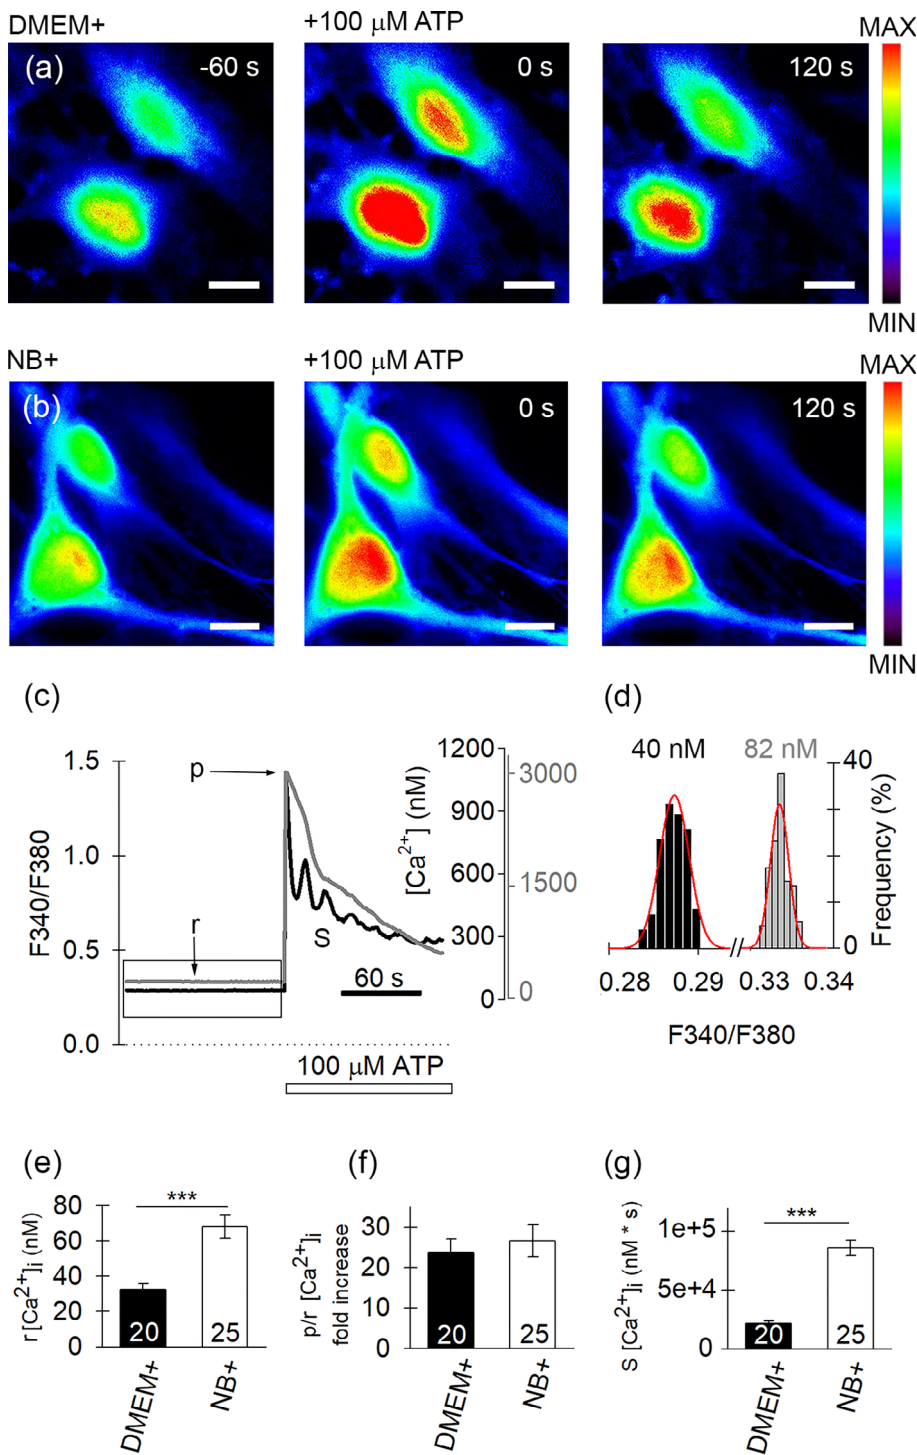 DMEM+ +100 μM ATP MAX
(a) -60 s 0 s 120 s
MIN
NB+ +100 μM ATP MAX
(b) 0 s 120 s
MIN
(c)
F340/F380
1.5
1.0
0.5
0.0
p
r
S
60 s
100 μM ATP
[Ca²⁺] (nM)
1200
900
600
300
0
3000
1500
0
(d)
40 nM 82 nM
40
0
Frequency (%)
0.28 0.29 0.33 0.34
F340/F380
(e)
r [Ca²⁺]i (nM)
80
60
40
20
0
***
20 25
DMEM+ NB+
(f)
p/r [Ca²⁺]i
fold increase
30
20
10
0
20 25
DMEM+ NB+
(g)
S [Ca²⁺]i (nM * s)
1e+5
5e+4
0
***
20 25
DMEM+ NB+